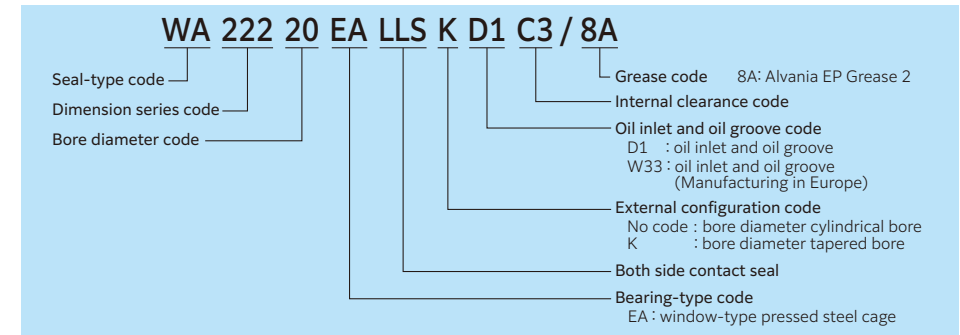 WA 222 20 EA LLS K D1 C3 / 8A
Seal-type code
Dimension series code
Bore diameter code
Grease code 8A: Alvania EP Grease 2
Internal clearance code
Oil inlet and oil groove code
D1 : oil inlet and oil groove
W33 : oil inlet and oil groove
(Manufacturing in Europe)
External configuration code
No code : bore diameter cylindrical bore
K : bore diameter tapered bore
Both side contact seal
Bearing-type code
EA : window-type pressed steel cage